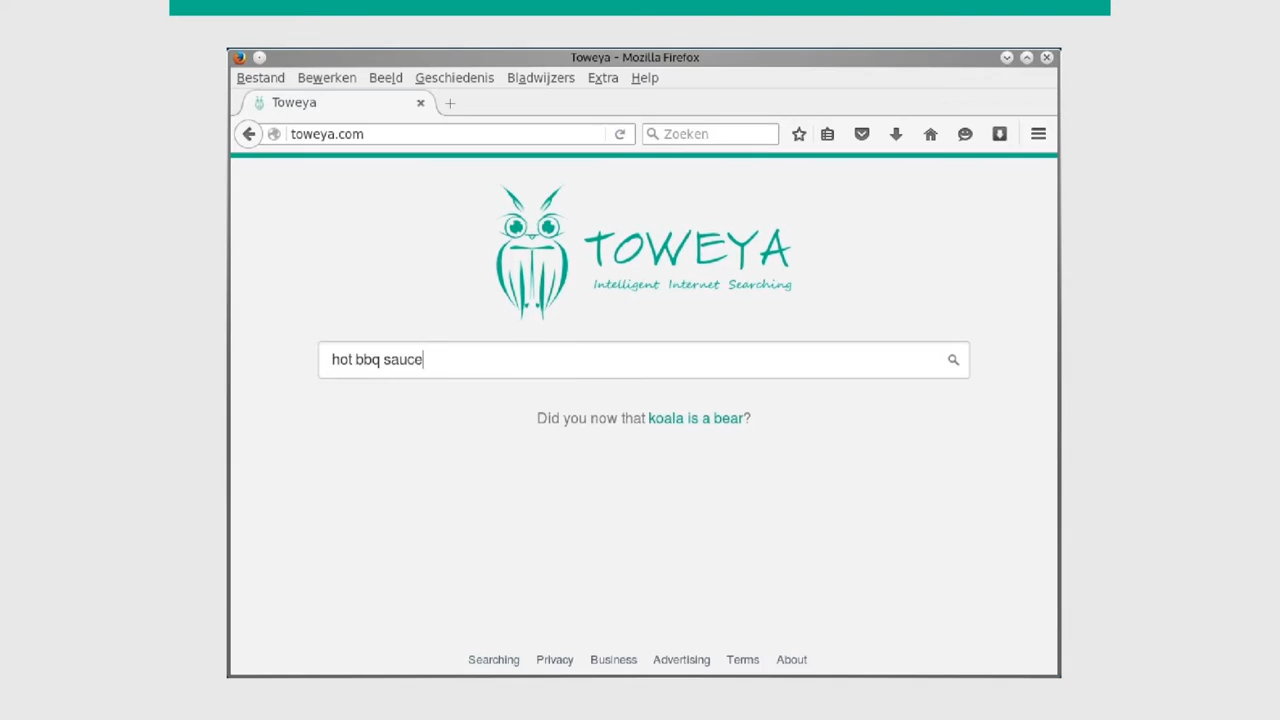 Toweya - Mozilla Firefox
Bestand Bewerken Beeld Geschiedenis Bladwijzers Extra Help
Toweya
toweya.com Zoeken
TOWEYA
Intelligent Internet Searching
hot bbq sauce
Did you now that koala is a bear?
Searching Privacy Business Advertising Terms About